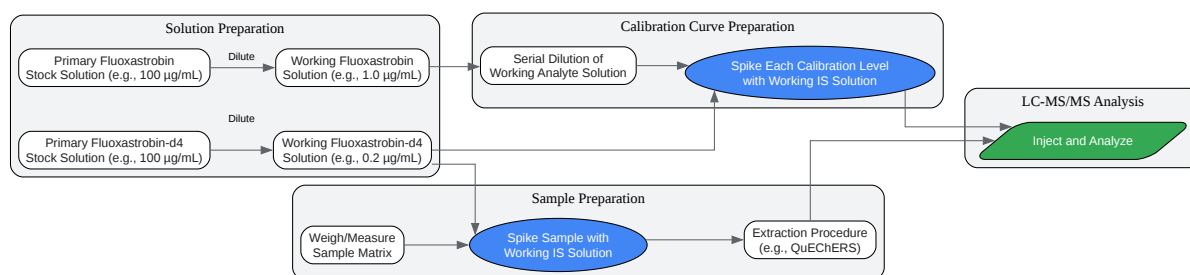 Solution Preparation
Primary Fluoxastrobin
Stock Solution (e.g., 100 µg/mL)
Dilute
Working Fluoxastrobin
Solution (e.g., 1.0 µg/mL)
Primary Fluoxastrobin-d4
Stock Solution (e.g., 100 µg/mL)
Dilute
Working Fluoxastrobin-d4
Solution (e.g., 0.2 µg/mL)
Calibration Curve Preparation
Serial Dilution of
Working Analyte Solution
Spike Each Calibration Level
with Working IS Solution
Sample Preparation
Weigh/Measure
Sample Matrix
Spike Sample with
Working IS Solution
Extraction Procedure
(e.g., QuEChERS)
LC-MS/MS Analysis
Inject and Analyze